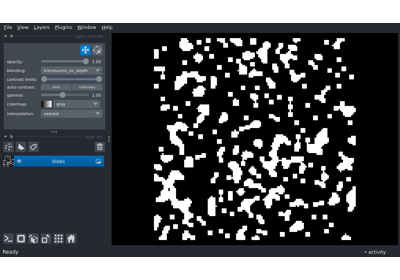 File View Layers Plugins Window Help
opacity: 1.00
blending: translucent_no_depth
contrast limits:
auto-contrast: once continuous
gamma: 1.00
colormap: gray
interpolation: nearest
blobs
Ready activity